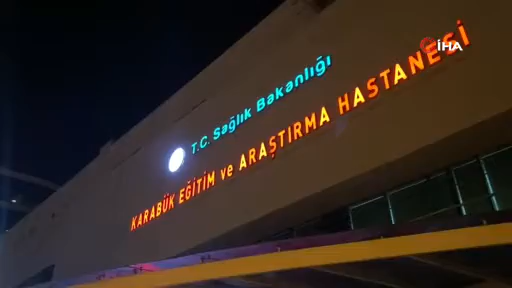 İHA
T.C. Sağlık Bakanlığı
KARABÜK EĞİTİM ve ARAŞTIRMA HASTANESİ